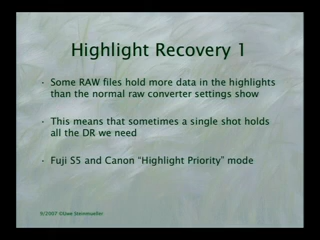 Highlight Recovery 1
• Some RAW files hold more data in the highlights
than the normal raw converter settings show
• This means that sometimes a single shot holds
all the DR we need
• Fuji S5 and Canon “Highlight Priority” mode
9/2007 ©Uwe Steinmueller